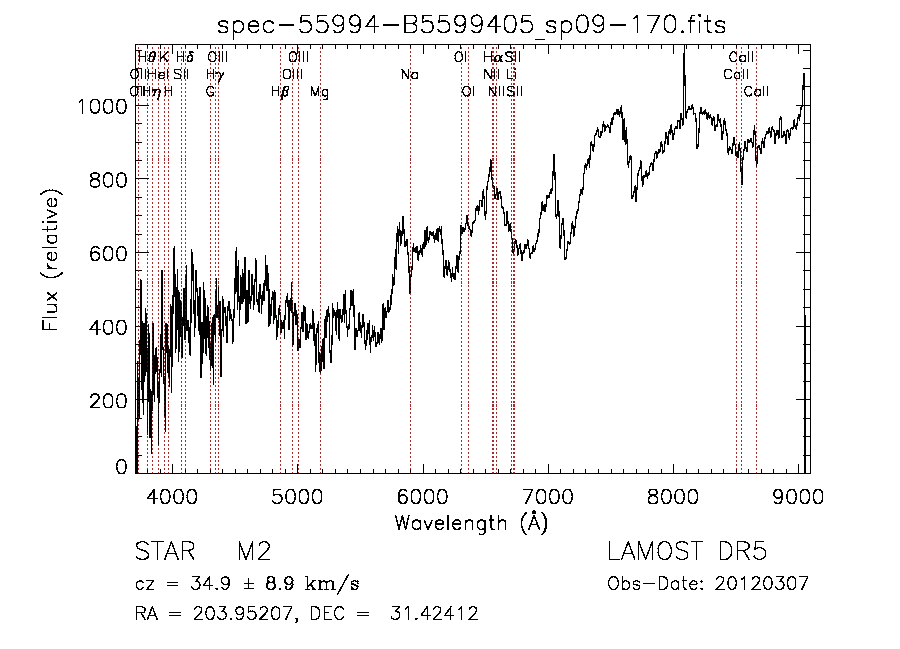 spec-55994-B5599405_sp09-170.fits
Hθ K Hδ OIII OIII OI Hα SII CaII
OII HeI SII Hγ OIII Na NII Li CaII
OII Hη H G Hβ Mg OI NII SII CaII
1000
800
600
400
200
0
Flux (relative)
4000 5000 6000 7000 8000 9000
Wavelength (Å)
STAR M2 LAMOST DR5
cz = 34.9 ± 8.9 km/s Obs-Date: 20120307
RA = 203.95207, DEC = 31.42412